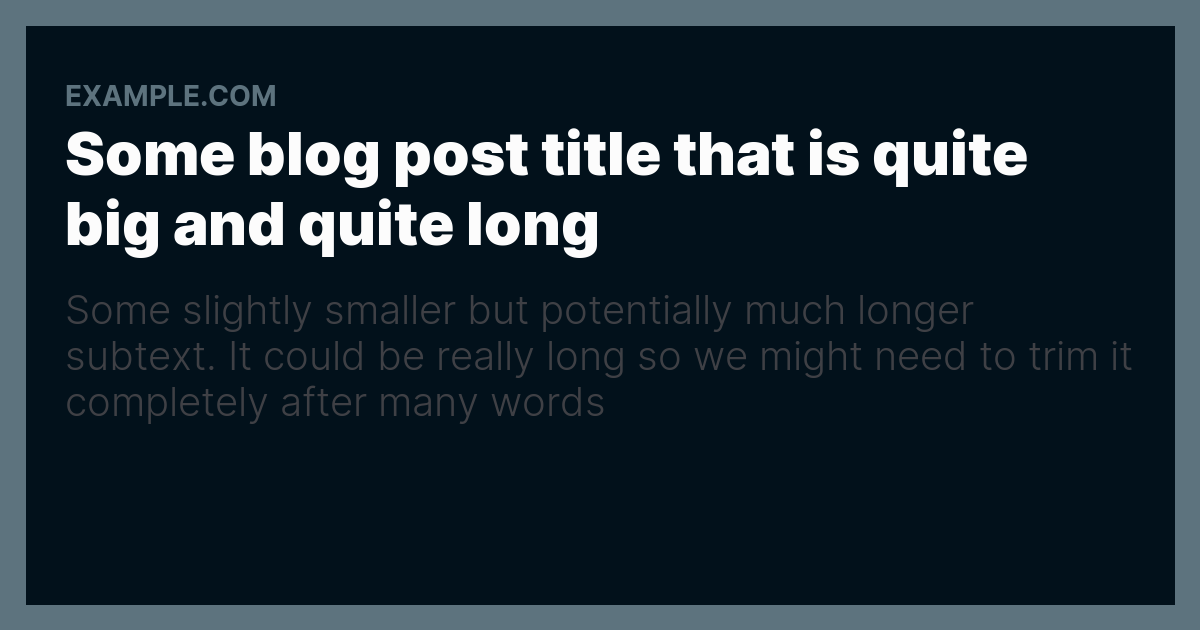 EXAMPLE.COM
Some blog post title that is quite
big and quite long
Some slightly smaller but potentially much longer
subtext. It could be really long so we might need to trim it
completely after many words